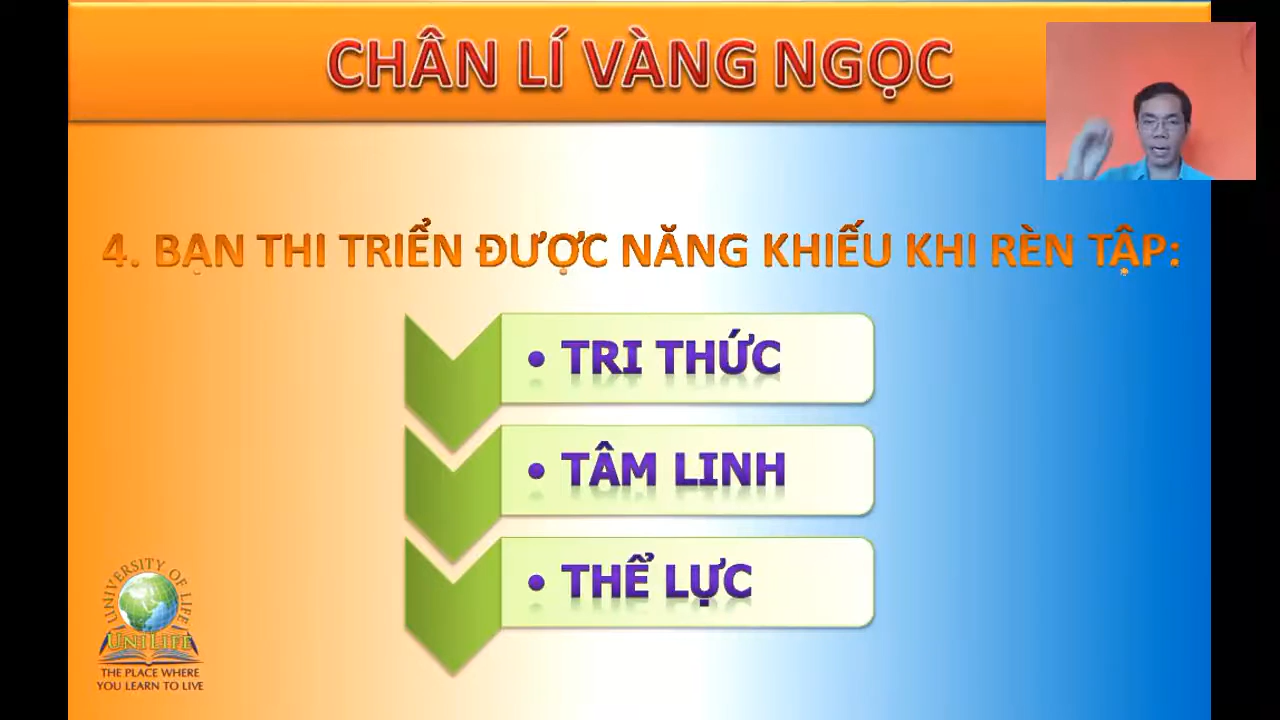 CHÂN LÍ VÀNG NGỌC
4. BẠN THI TRIỂN ĐƯỢC NĂNG KHIẾU KHI RÈN TẬP:
• TRI THỨC
• TÂM LINH
• THỂ LỰC
UNIVERSITY OF LIFE
UNILIFE
THE PLACE WHERE
YOU LEARN TO LIVE